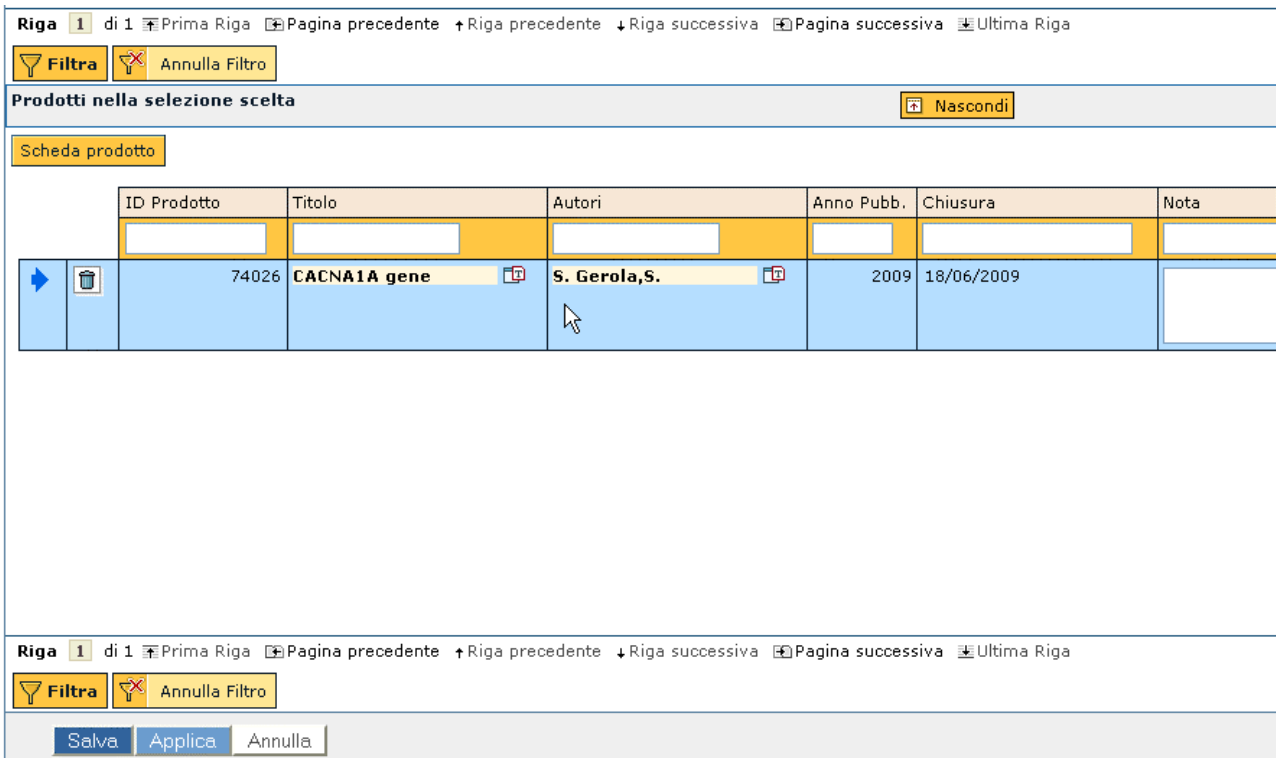 Riga 1 di 1 Prima Riga Pagina precedente Riga precedente Riga successiva Pagina successiva Ultima Riga
Filtra Annulla Filtro
Prodotti nella selezione scelta Nascondi
Scheda prodotto
ID Prodotto Titolo Autori Anno Pubb. Chiusura Nota
74026 CACNA1A gene S. Gerola,S. 2009 18/06/2009
Riga 1 di 1 Prima Riga Pagina precedente Riga precedente Riga successiva Pagina successiva Ultima Riga
Filtra Annulla Filtro
Salva Applica Annulla